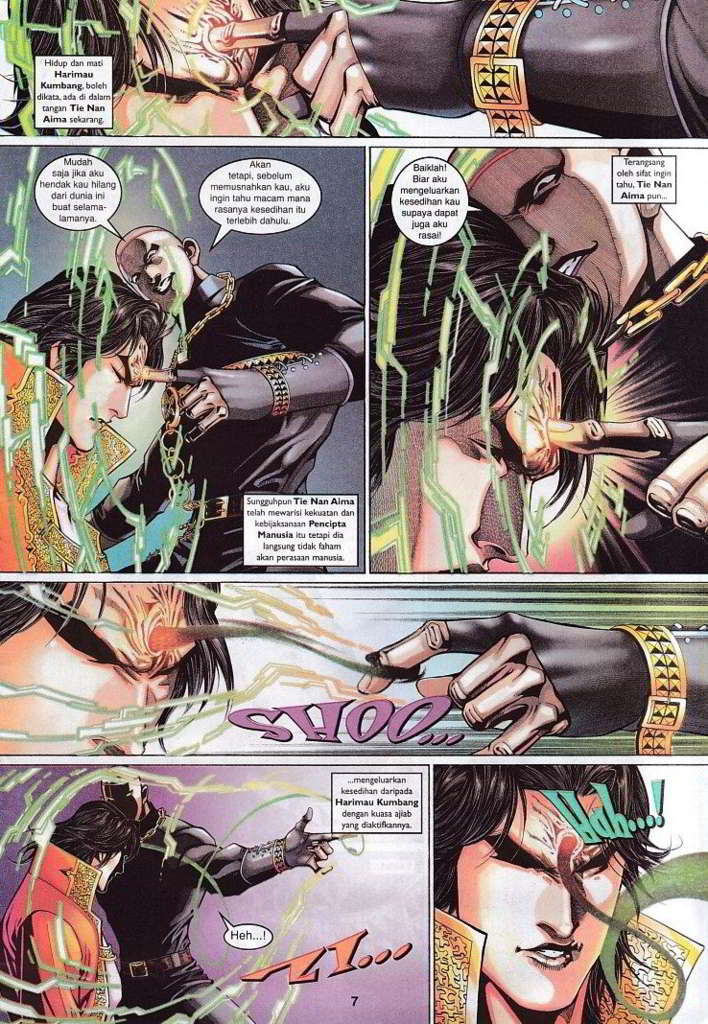 Hidup dan mati
Harimau
Kumbang, boleh
dikata, ada di dalam
tangan Tie Nan
Aima sekarang.
Mudah
saja jika aku
hendak kau hilang
dari dunia ini
buat selama-
lamanya.
Akan
tetapi, sebelum
memusnahkan kau, aku
ingin tahu macam mana
rasanya kesedihan itu
terlebih dahulu.
Sungguhpun Tie Nan Aima
telah mewarisi kekuatan dan
kebijaksanaan Pencipta
Manusia itu tetapi dia
langsung tidak faham
akan perasaan manusia.
Baiklah!
Biar aku
mengeluarkan
kesedihan kau
supaya dapat
juga aku
rasai!
Terangsang
oleh sifat ingin
tahu, Tie Nan
Aima pun...
SHOO...
...mengeluarkan
kesedihan daripada
Harimau Kumbang
dengan kuasa ajaib
yang diaktifkannya.
Heh...!
ZI...
Hah...!
7